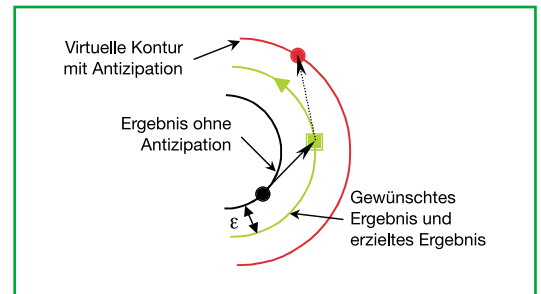 Virtuelle Kontur
mit Antizipation
Ergebnis ohne
Antizipation
ε
Gewünschtes
Ergebnis und
erzieltes Ergebnis